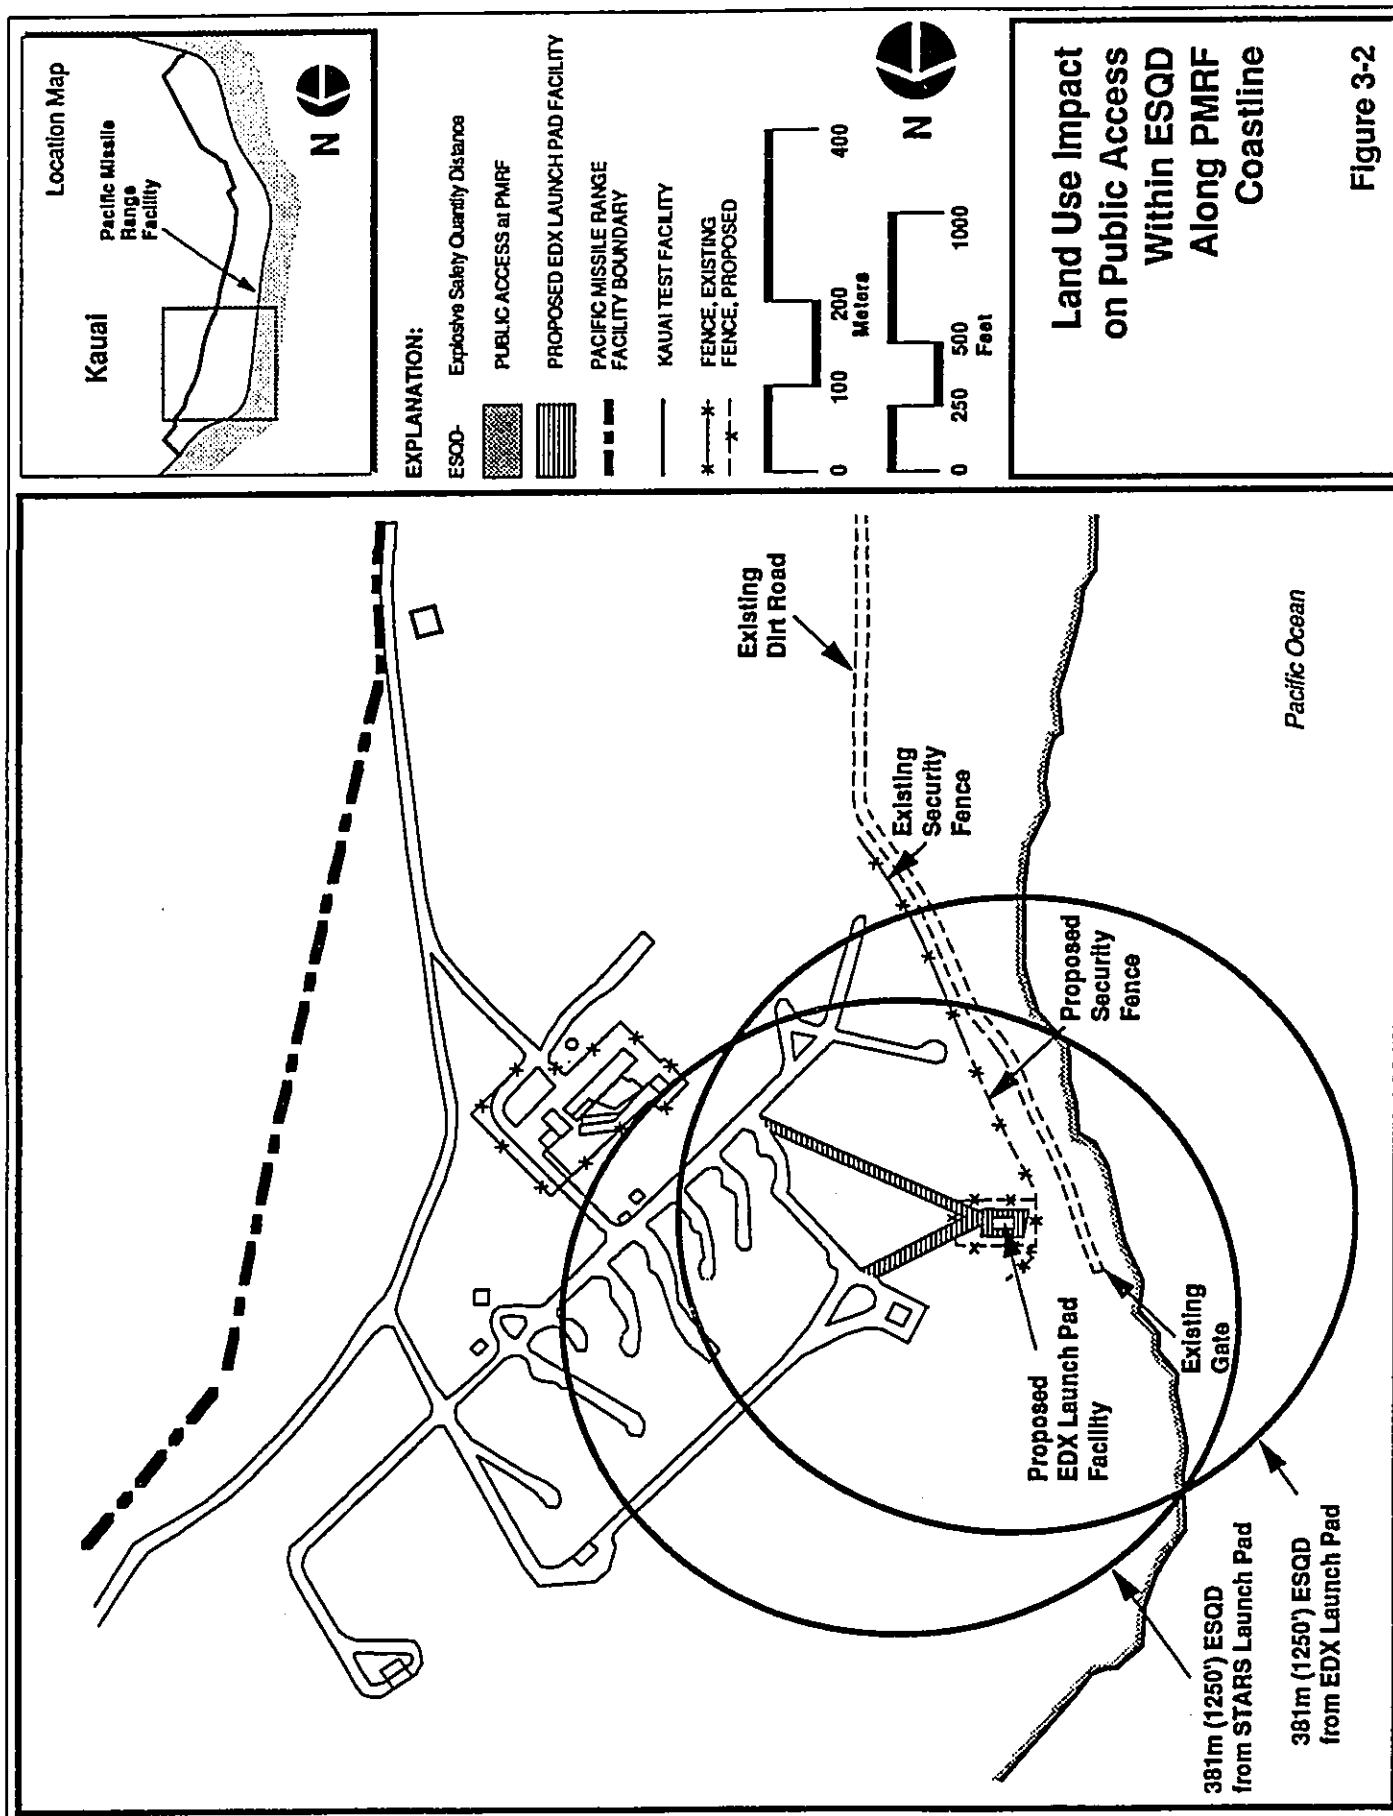 Location Map
Kauai
Pacific Missile
Range
Facility
N
EXPLANATION:
ESQD- Explosive Safety Quantity Distance
PUBLIC ACCESS at PMRF
PROPOSED EDX LAUNCH PAD FACILITY
PACIFIC MISSILE RANGE
FACILITY BOUNDARY
KAUAI TEST FACILITY
FENCE, EXISTING
FENCE, PROPOSED
0 100 200 400
Meters
0 250 500 1000
Feet
N
Land Use Impact
on Public Access
Within ESQD
Along PMRF
Coastline
Figure 3-2
Existing
Dirt Road
Existing
Security
Fence
Proposed
Security
Fence
Pacific Ocean
Proposed
EDX Launch Pad
Facility
Existing
Gate
381m (1250') ESQD
from STARS Launch Pad
381m (1250') ESQD
from EDX Launch Pad